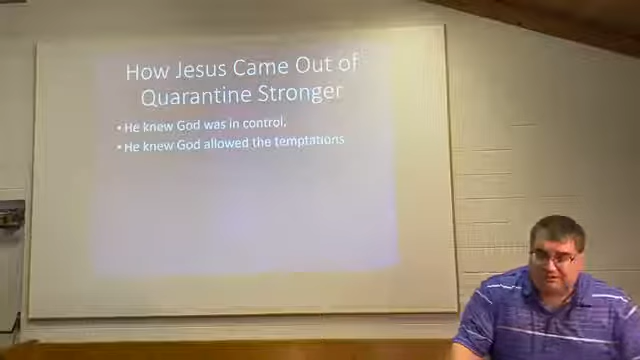 How Jesus Came Out of
Quarantine Stronger
• He knew God was in control.
• He knew God allowed the temptations